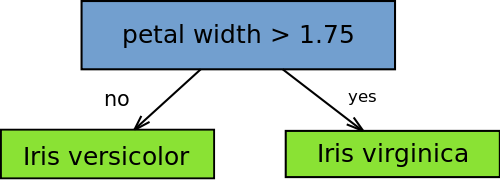 petal width > 1.75
no
yes
Iris versicolor
Iris virginica